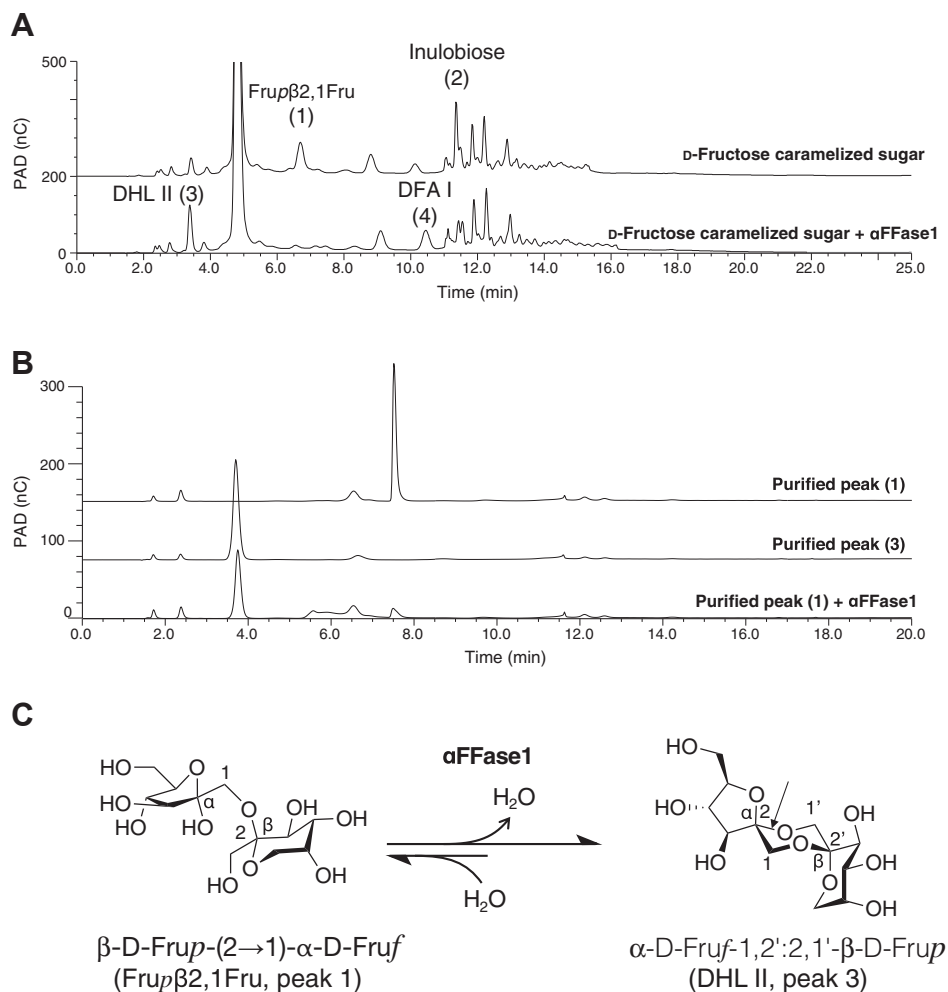 A
500
Frupβ2,1Fru
(1)
Inulobiose
(2)
D-Fructose caramelized sugar
PAD (nC)
200
DHL II (3)
DFA I
(4)
D-Fructose caramelized sugar + αFFase1
0
0.0 2.0 4.0 6.0 8.0 10.0 12.0 14.0 16.0 18.0 20.0 22.0 25.0
Time (min)
B
300
200
100
0
PAD (nC)
Purified peak (1)
Purified peak (3)
Purified peak (1) + αFFase1
0.0 2.0 4.0 6.0 8.0 10.0 12.0 14.0 16.0 18.0 20.0
Time (min)
C
αFFase1
H₂O
H₂O
HO
O
1
α
HO
HO
HO
O
HO
OH
2
β
O
HO
OH
HO
O
HO
α
2
1'
O
OH
HO
1
O
2'
β
OH
O
OH
β-D-Frup-(2→1)-α-D-Fruf
(Frupβ2,1Fru, peak 1)
α-D-Fruf-1,2':2,1'-β-D-Frup
(DHL II, peak 3)